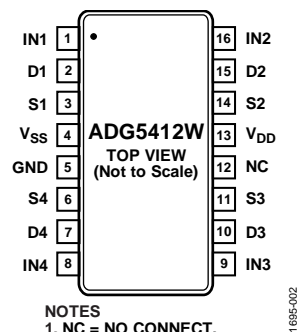 IN1 1 16 IN2
D1 2 15 D2
S1 3 14 S2
VSS 4 ADG5412W 13 VDD
TOP VIEW
GND 5 (Not to Scale) 12 NC
S4 6 11 S3
D4 7 10 D3
IN4 8 9 IN3
NOTES
1. NC = NO CONNECT.
1695-002